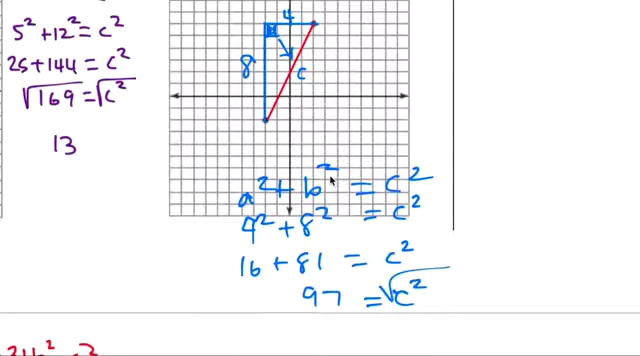 5² + 12² = c²
25 + 144 = c²
√169 = √c²
13
4
8
c
a² + b² = c²
4² + 8² = c²
16 + 81 = c²
97 = √c²